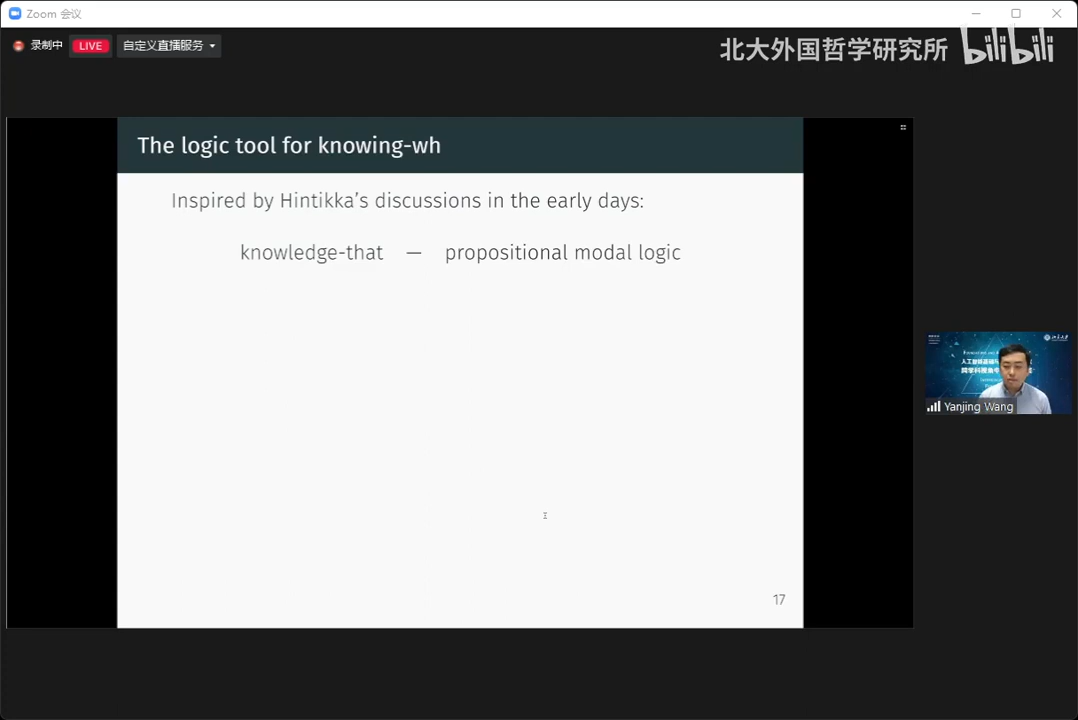 Zoom 会议
录制中 LIVE 自定义直播服务
北大外国哲学研究所 bilibili
The logic tool for knowing-wh
Inspired by Hintikka’s discussions in the early days:
knowledge-that — propositional modal logic
17
Yanjing Wang